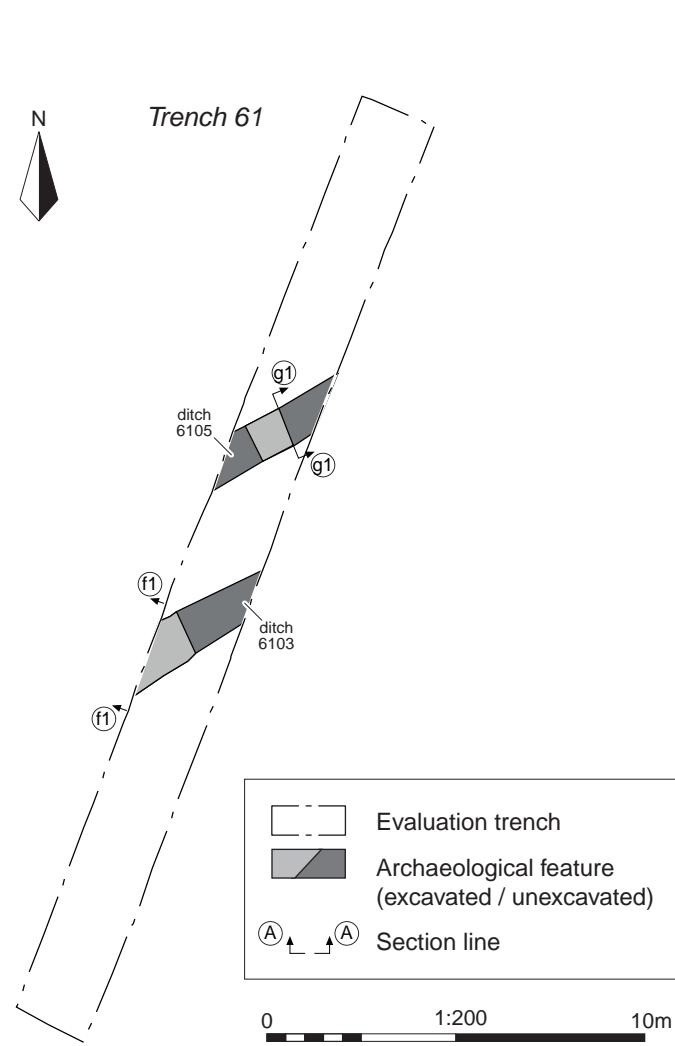 N
Trench 61
g1
ditch
6105
g1
f1
ditch
6103
f1
Evaluation trench
Archaeological feature
(excavated / unexcavated)
A A Section line
0 1:200 10m